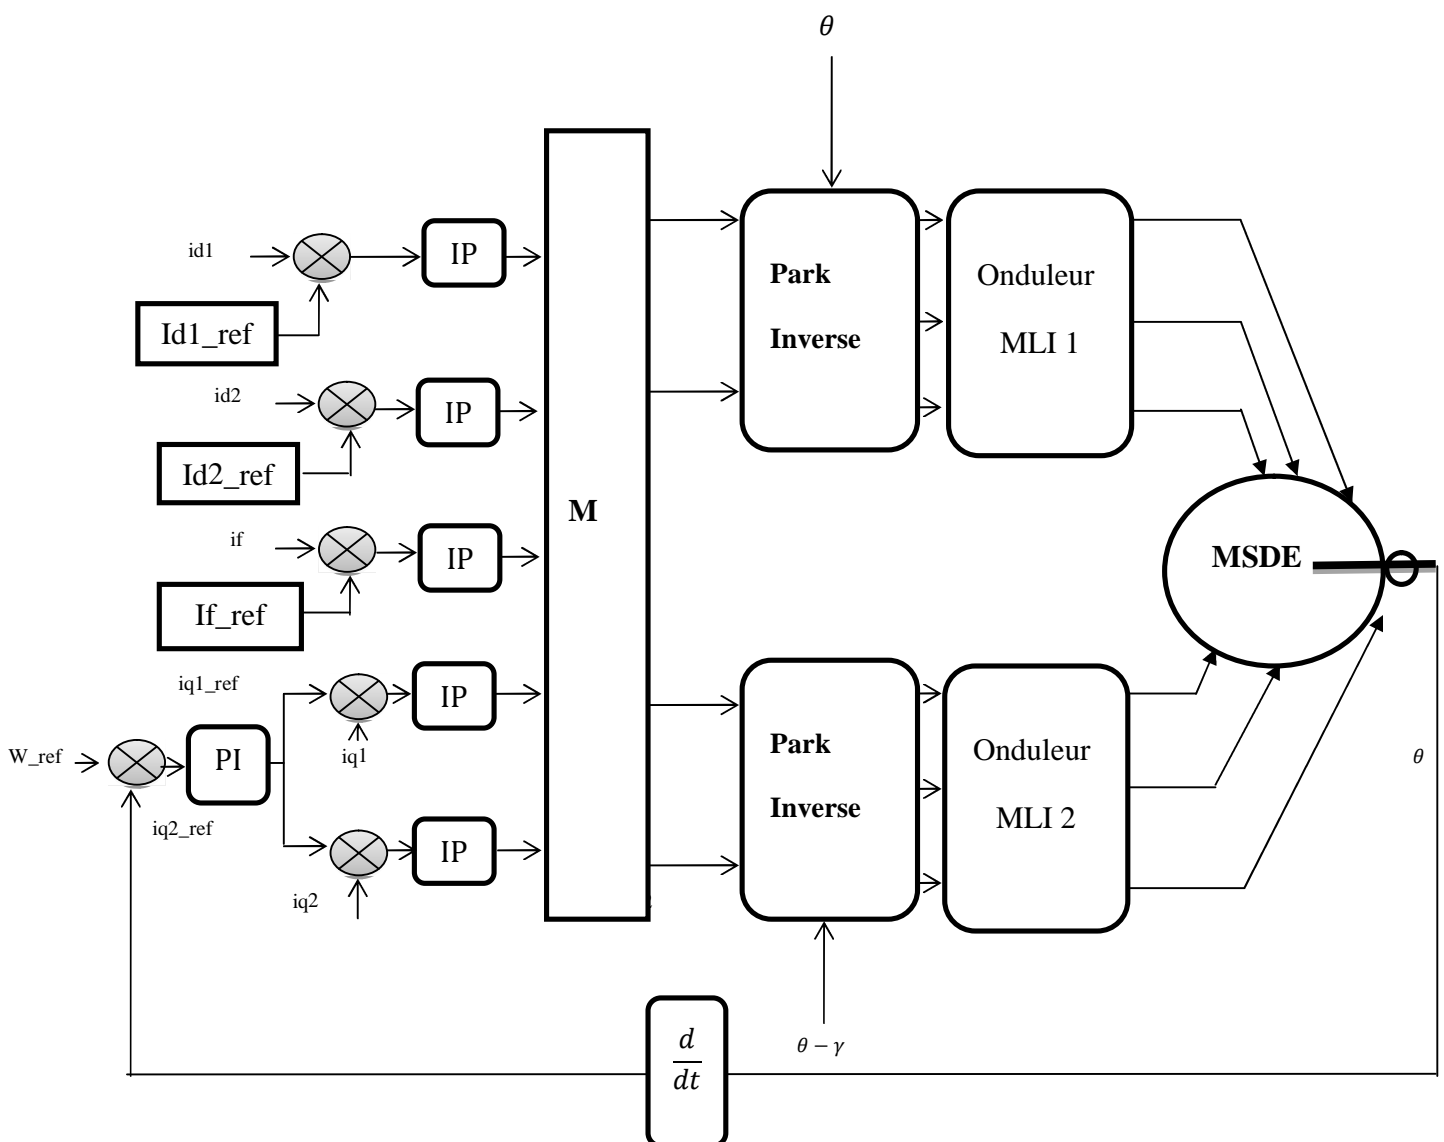 θ
id1
IP
Id1_ref
id2
IP
Id2_ref
if
IP
If_ref
iq1_ref
IP
iq1
W_ref
PI
iq2_ref
IP
iq2
M
Park
Inverse
Onduleur
MLI 1
MSDE
Park
Inverse
Onduleur
MLI 2
θ
θ − γ
d
dt